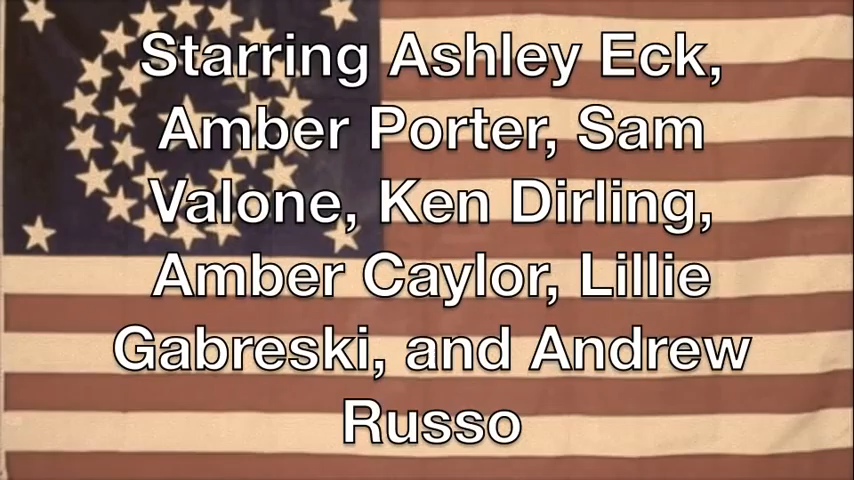 Starring Ashley Eck,
Amber Porter, Sam
Valone, Ken Dirling,
Amber Caylor, Lillie
Gabreski, and Andrew
Russo